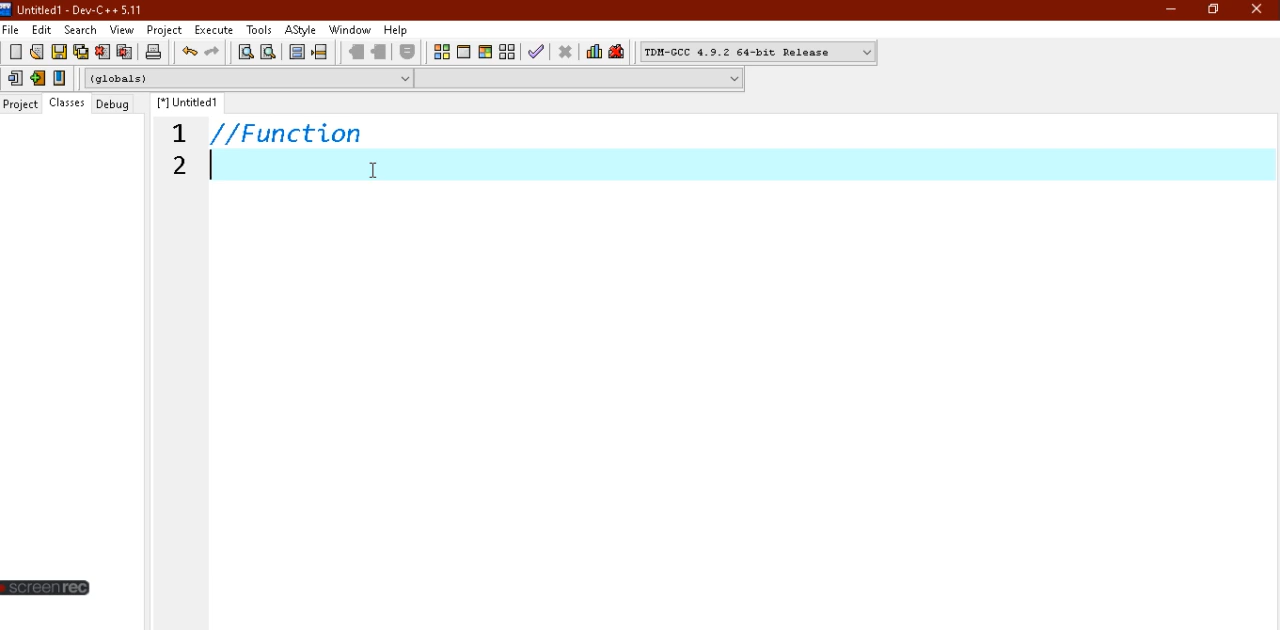 Untitled1 - Dev-C++ 5.11
File Edit Search View Project Execute Tools AStyle Window Help
TDM-GCC 4.9.2 64-bit Release
(globals)
Project Classes Debug [*] Untitled1
1 //Function
2
screenrec